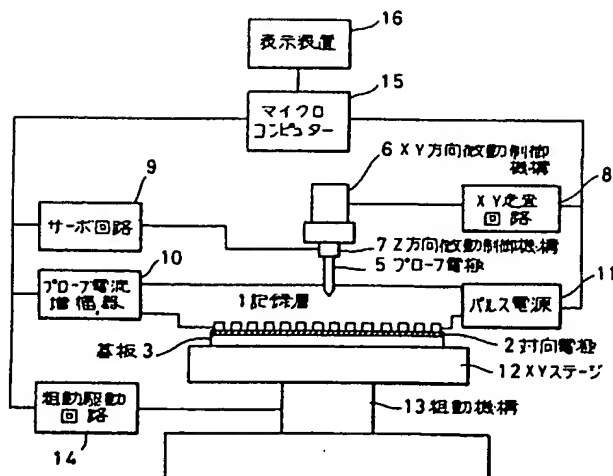 16
表示装置
15
マイクロ
コンピューター
6 XY方向微動制御
機構
9
8
サーボ回路
XY走査
回路
7 Z方向微動制御機構
5 プローブ電極
10
11
プローブ電流
増幅器
1記録層
パルス電源
基板3
2対向電極
12 XYステージ
粗動駆動
回路
13粗動機構
14